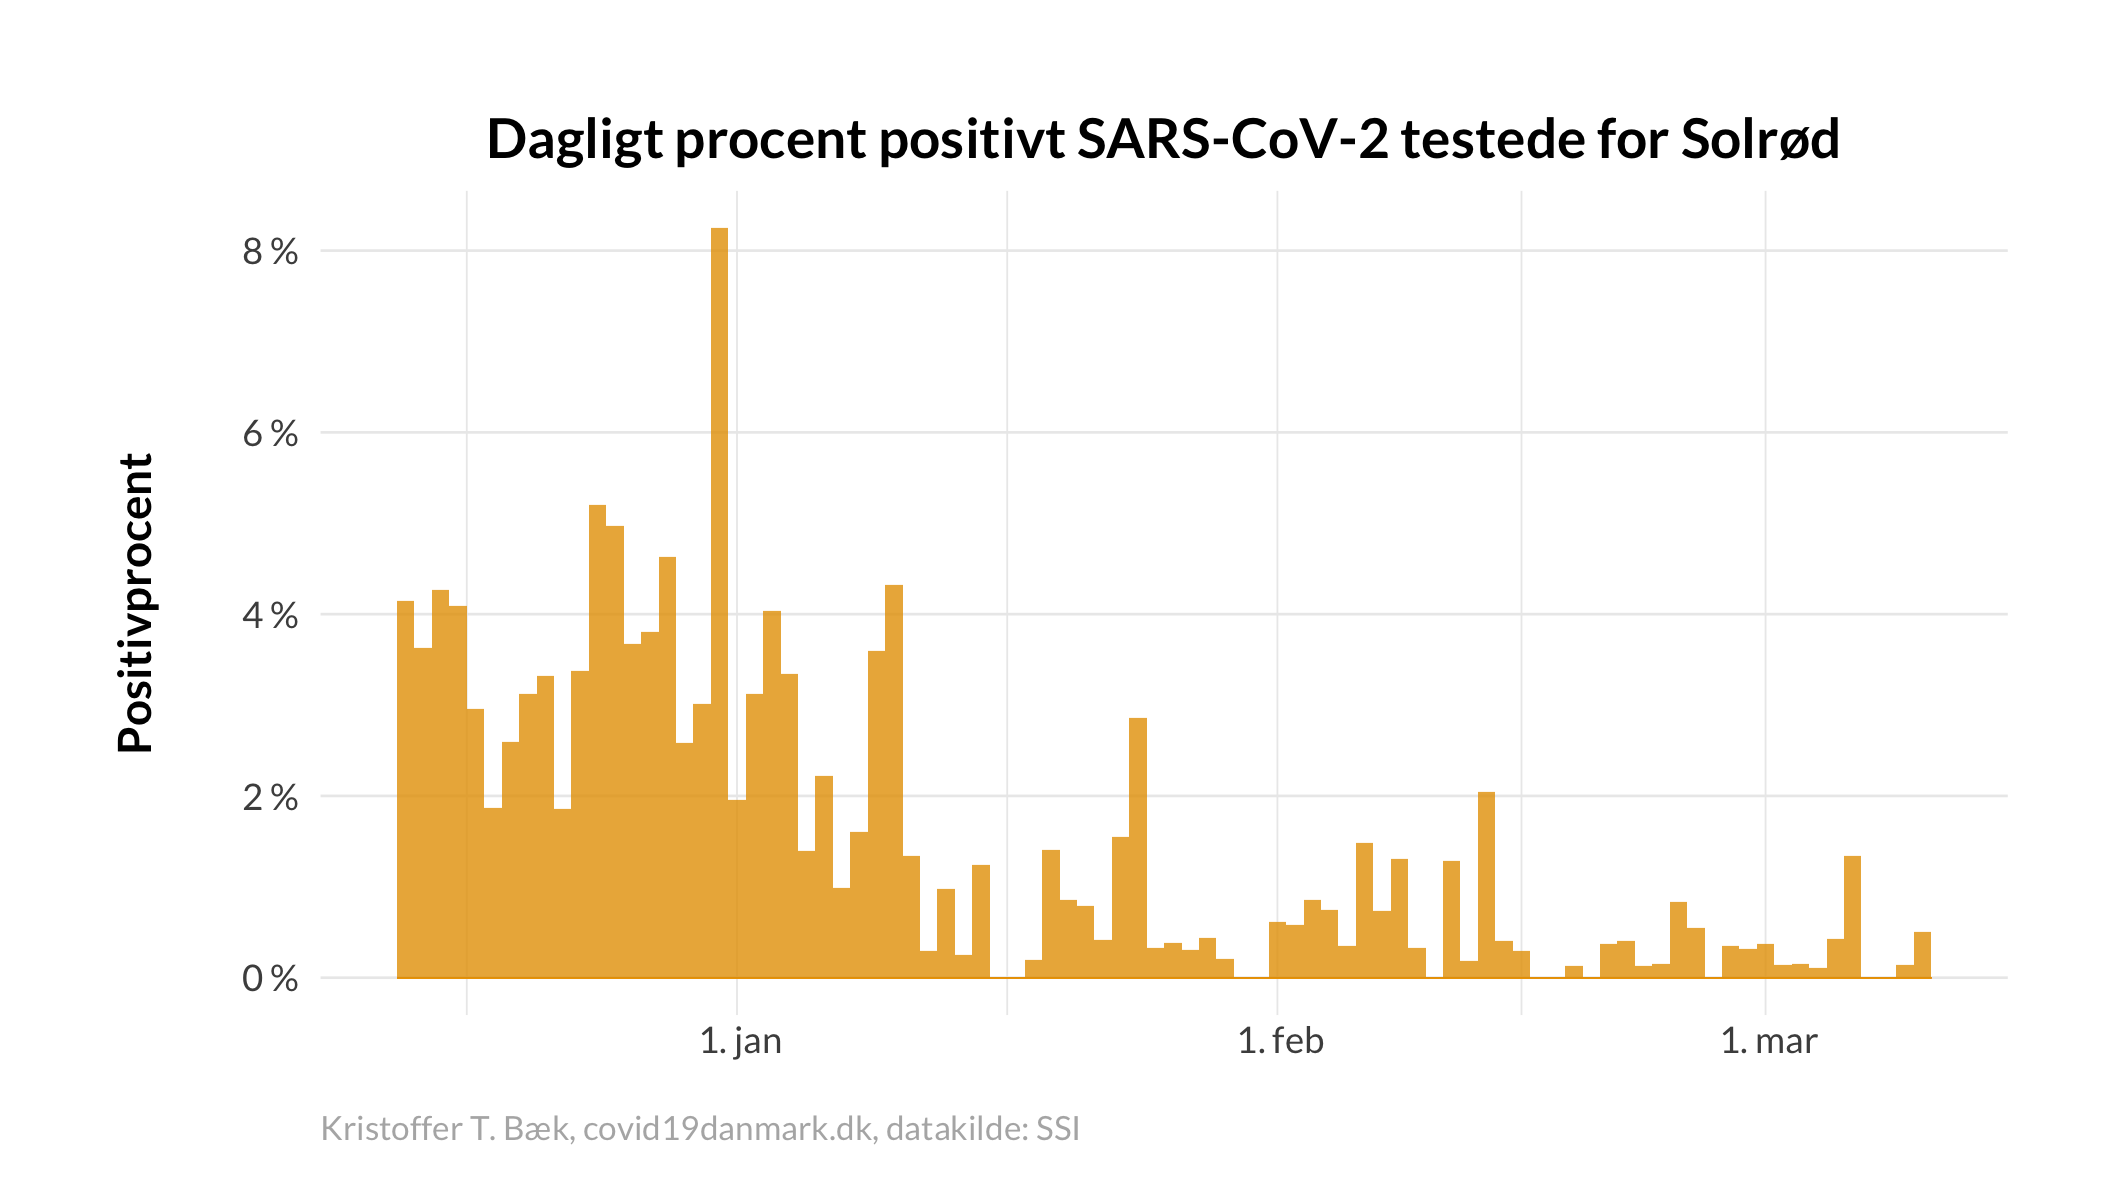 Dagligt procent positivt SARS-CoV-2 testede for Solrød
Positivprocent
8 %
6 %
4 %
2 %
0 %
1. jan
1. feb
1. mar
Kristoffer T. Bæk, covid19danmark.dk, datakilde: SSI